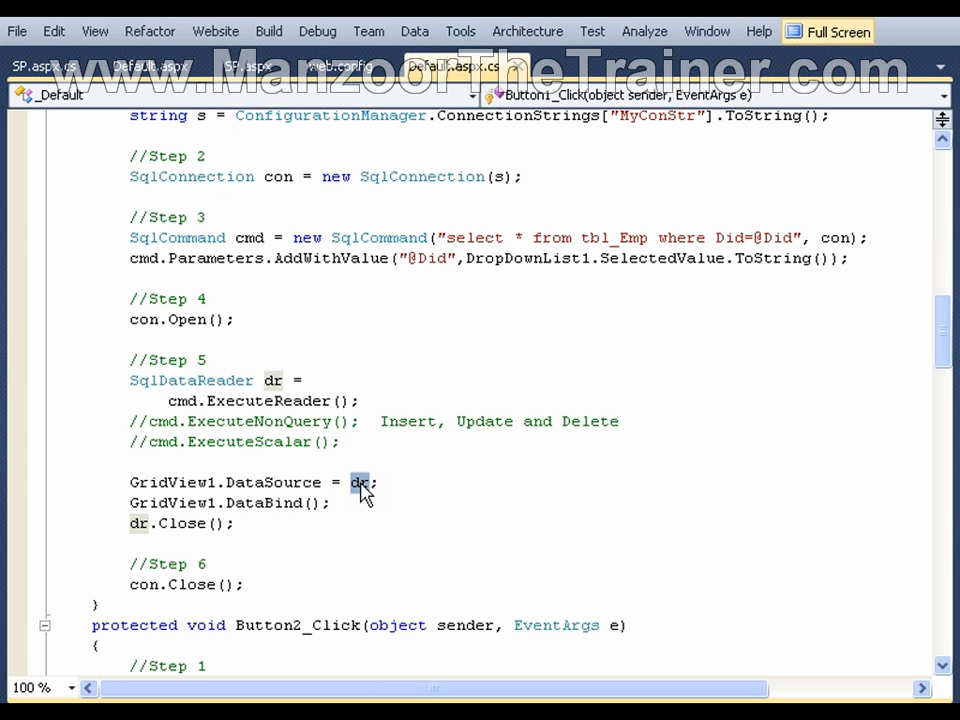 File Edit View Refactor Website Build Debug Team Data Tools Architecture Test Analyze Window Help Full Screen
www.ManzoorTheTrainer.com
SP.aspx.cs Default.aspx SP.aspx web.config Default.aspx.cs
_Default Button1_Click(object sender, EventArgs e)
string s = ConfigurationManager.ConnectionStrings["MyConStr"].ToString();
//Step 2
SqlConnection con = new SqlConnection(s);
//Step 3
SqlCommand cmd = new SqlCommand("select * from tbl_Emp where Did=@Did", con);
cmd.Parameters.AddWithValue("@Did",DropDownList1.SelectedValue.ToString());
//Step 4
con.Open();
//Step 5
SqlDataReader dr =
cmd.ExecuteReader();
//cmd.ExecuteNonQuery();  Insert, Update and Delete
//cmd.ExecuteScalar();
GridView1.DataSource = dr;
GridView1.DataBind();
dr.Close();
//Step 6
con.Close();
}
protected void Button2_Click(object sender, EventArgs e)
{
//Step 1
100 %